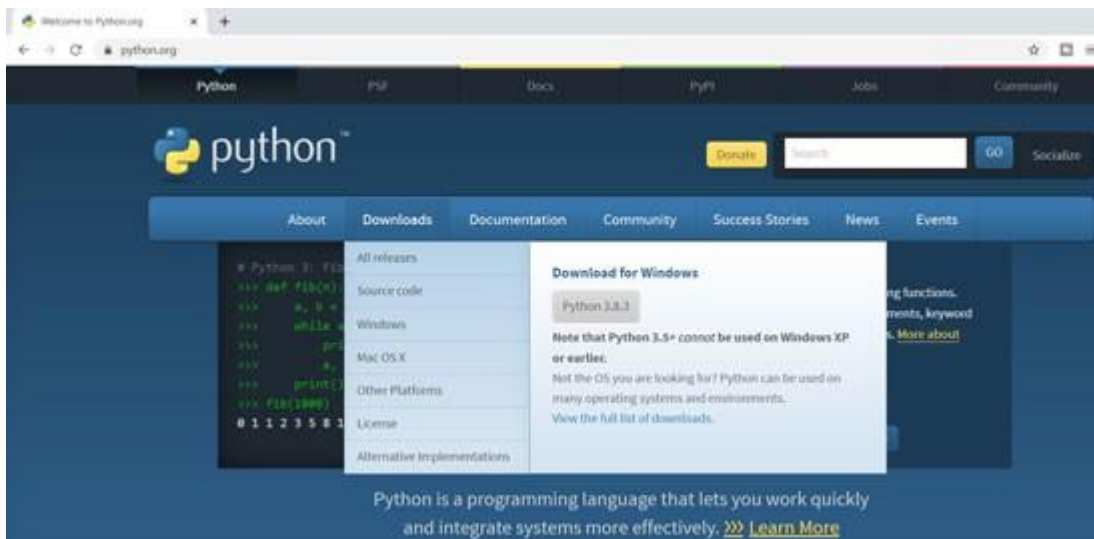 Welcome to Python.org
python.org
Python PSF Docs PyPI Jobs Community
python™
Donate Search GO Socialize
About Downloads Documentation Community Success Stories News Events
All releases
Source code
Windows
Mac OS X
Other Platforms
License
Alternative Implementations
Download for Windows
Python 3.8.3
Note that Python 3.5+ cannot be used on Windows XP
or earlier.
Not the OS you are looking for? Python can be used on
many operating systems and environments.
View the full list of downloads.
# Python 3: Fib
>>> def fib(n):
>>> a, b =
>>> while
>>> pri
>>> a,
>>> print()
>>> fib(1000)
0 1 1 2 3 5 8 1
ng functions.
ments, keyword
s. More about
Python is a programming language that lets you work quickly
and integrate systems more effectively. >>> Learn More